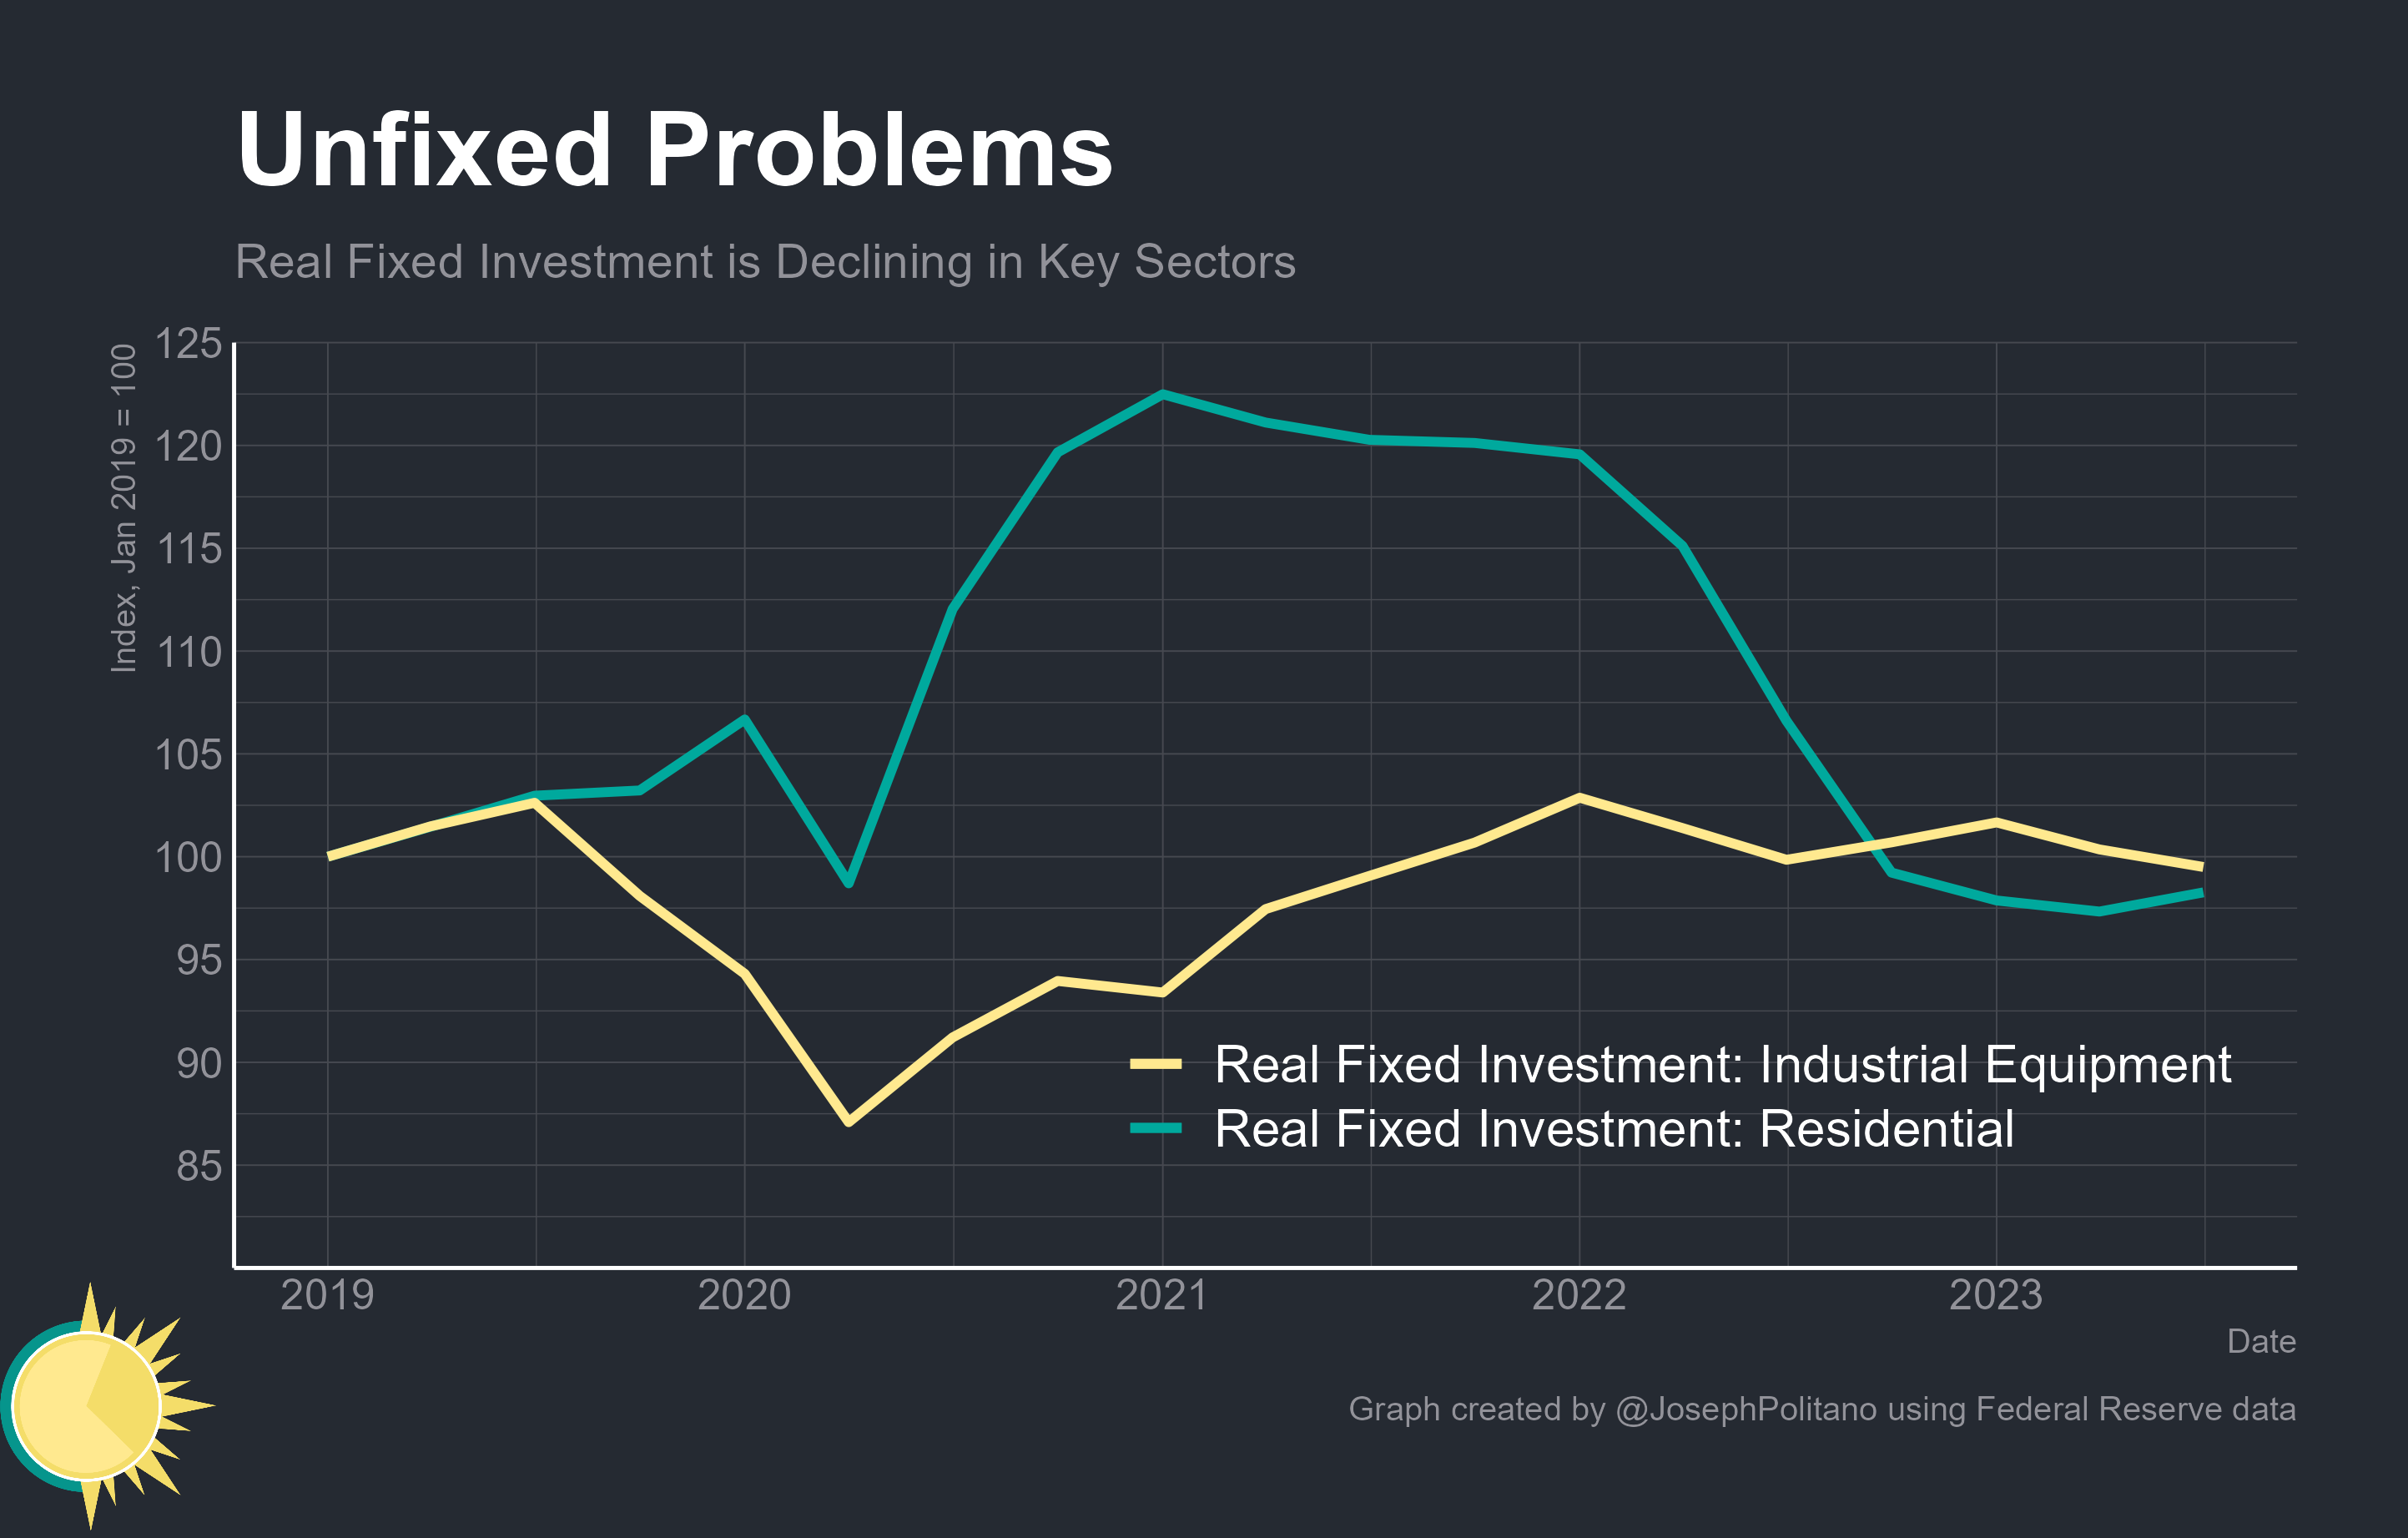 Unfixed Problems
Real Fixed Investment is Declining in Key Sectors
Index, Jan 2019 = 100
125
120
115
110
105
100
95
90
85
Real Fixed Investment: Industrial Equipment
Real Fixed Investment: Residential
2019 2020 2021 2022 2023
Date
Graph created by @JosephPolitano using Federal Reserve data